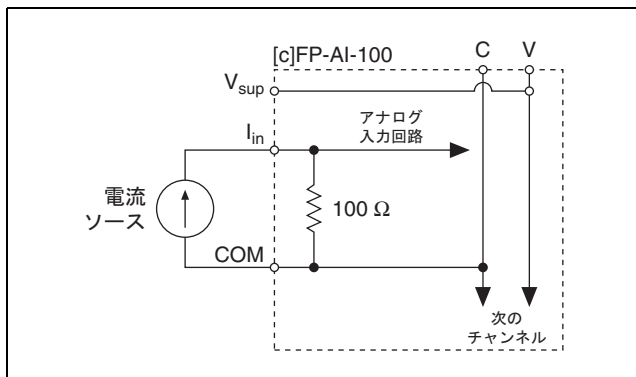 [c]FP-AI-100
C
V
Vsup
アナログ
入力回路
Iin
電流
ソース
100 Ω
COM
次の
チャンネル